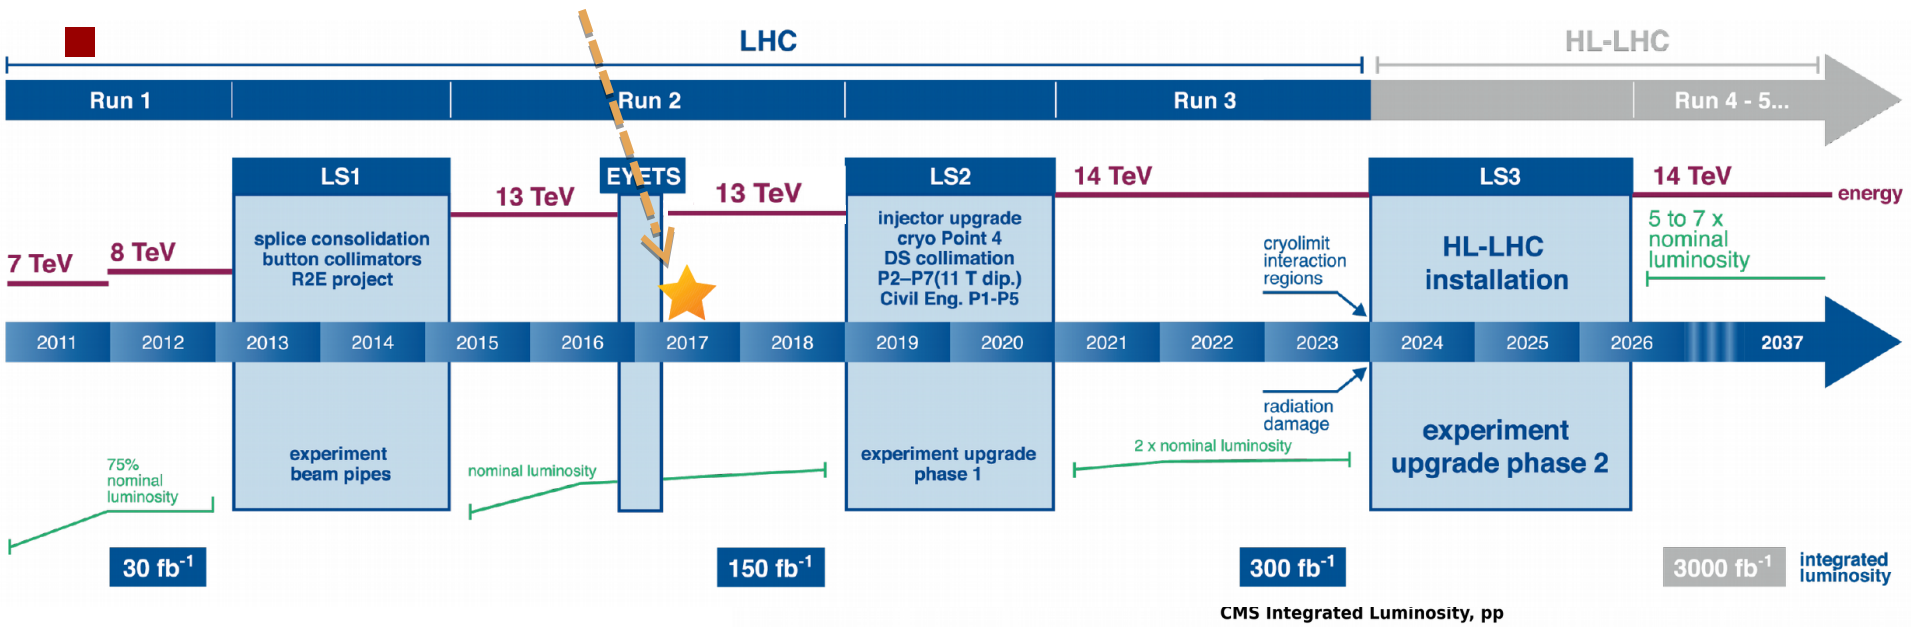 LHC
HL-LHC
Run 1
Run 2
Run 3
Run 4 - 5...
LS1
EYETS
LS2
LS3
13 TeV
13 TeV
14 TeV
14 TeV
energy
7 TeV
8 TeV
splice consolidation
button collimators
R2E project
injector upgrade
cryo Point 4
DS collimation
P2–P7(11 T dip.)
Civil Eng. P1-P5
cryolimit
interaction
regions
HL-LHC
installation
5 to 7 x
nominal
luminosity
2011
2012
2013
2014
2015
2016
2017
2018
2019
2020
2021
2022
2023
2024
2025
2026
2037
75%
nominal
luminosity
experiment
beam pipes
nominal luminosity
experiment upgrade
phase 1
radiation
damage
2 x nominal luminosity
experiment
upgrade phase 2
30 fb⁻¹
150 fb⁻¹
300 fb⁻¹
3000 fb⁻¹
integrated
luminosity
CMS Integrated Luminosity, pp